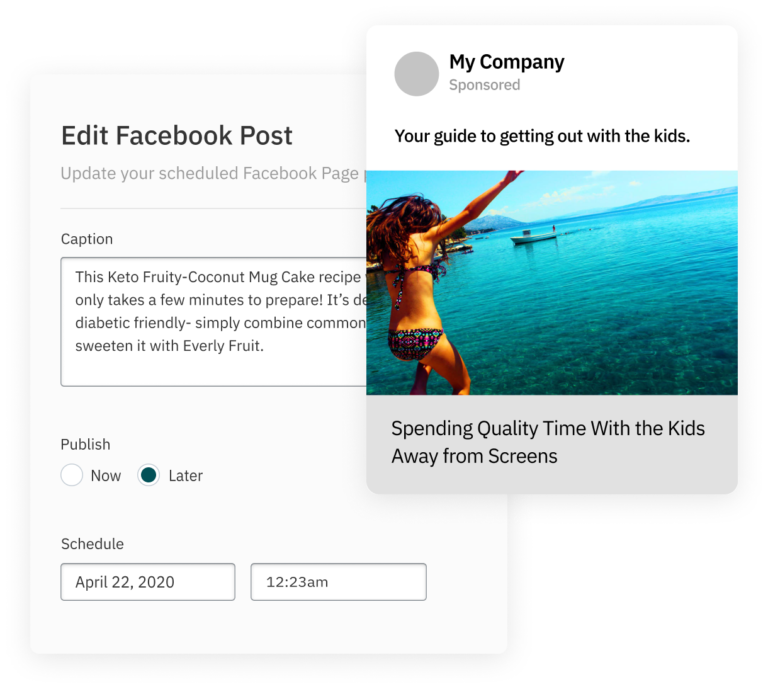 Edit Facebook Post
Update your scheduled Facebook Page
Caption
This Keto Fruity-Coconut Mug Cake recipe
only takes a few minutes to prepare! It’s
diabetic friendly- simply combine common
sweeten it with Everly Fruit.
Publish
Now
Later
Schedule
April 22, 2020
12:23am
My Company
Sponsored
Your guide to getting out with the kids.
Spending Quality Time With the Kids
Away from Screens